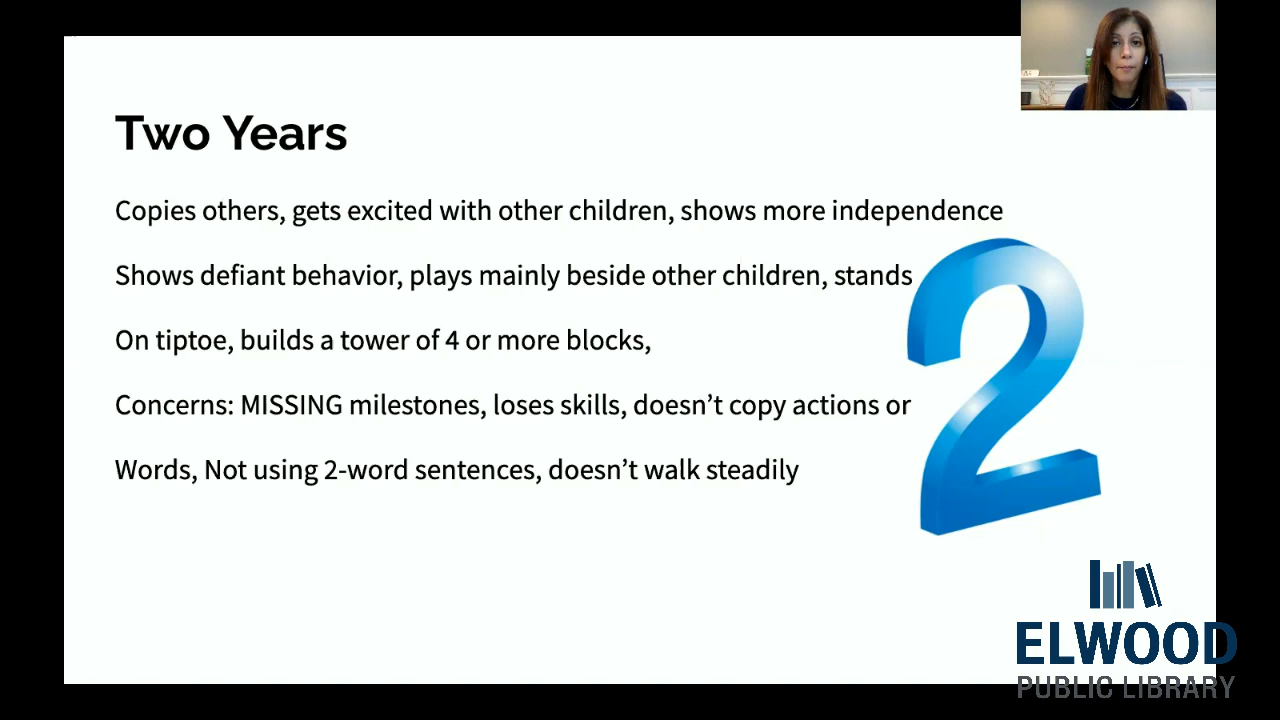 Two Years
Copies others, gets excited with other children, shows more independence
Shows defiant behavior, plays mainly beside other children, stands
On tiptoe, builds a tower of 4 or more blocks,
Concerns: MISSING milestones, loses skills, doesn’t copy actions or
Words, Not using 2-word sentences, doesn’t walk steadily
2
ELWOOD
PUBLIC LIBRARY